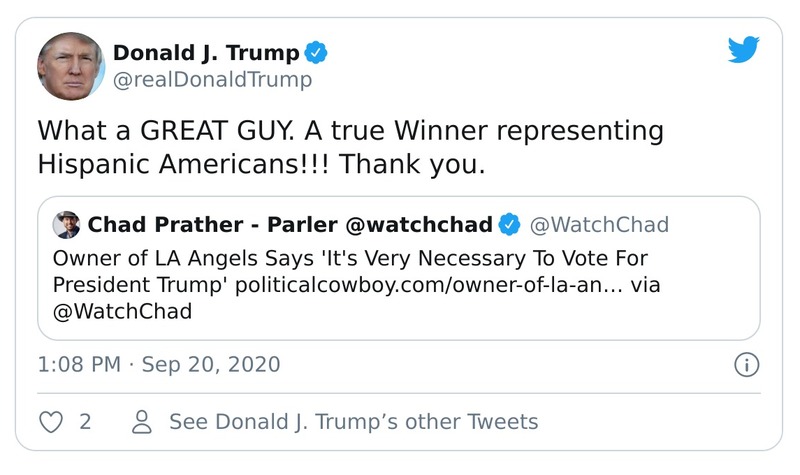 Donald J. Trump
@realDonaldTrump
What a GREAT GUY. A true Winner representing
Hispanic Americans!!! Thank you.
Chad Prather - Parler @watchchad @WatchChad
Owner of LA Angels Says 'It's Very Necessary To Vote For
President Trump' politicalcowboy.com/owner-of-la-an… via
@WatchChad
1:08 PM · Sep 20, 2020
2 See Donald J. Trump’s other Tweets